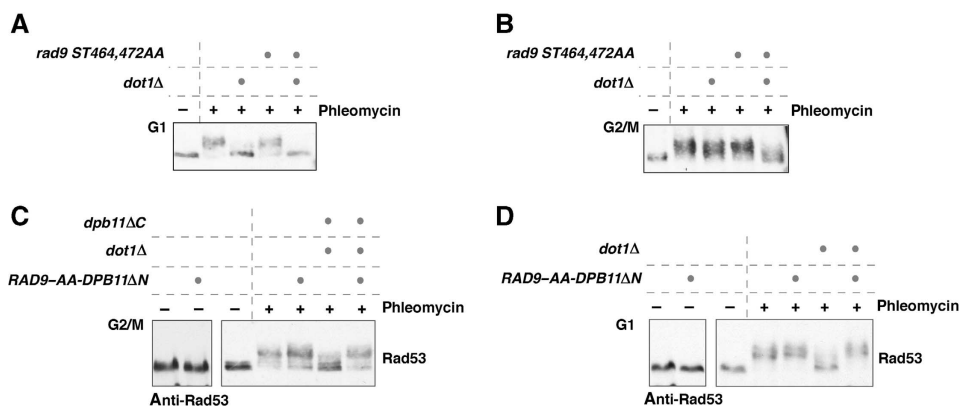 A
rad9 ST464,472AA
dot1Δ
– + + + + Phleomycin
G1
B
rad9 ST464,472AA
dot1Δ
– + + + + Phleomycin
G2/M
C
dpb11ΔC
dot1Δ
RAD9–AA-DPB11ΔN
– – – + + + + Phleomycin
G2/M
Rad53
Anti-Rad53
D
dot1Δ
RAD9–AA-DPB11ΔN
– – – + + + + Phleomycin
G1
Rad53
Anti-Rad53